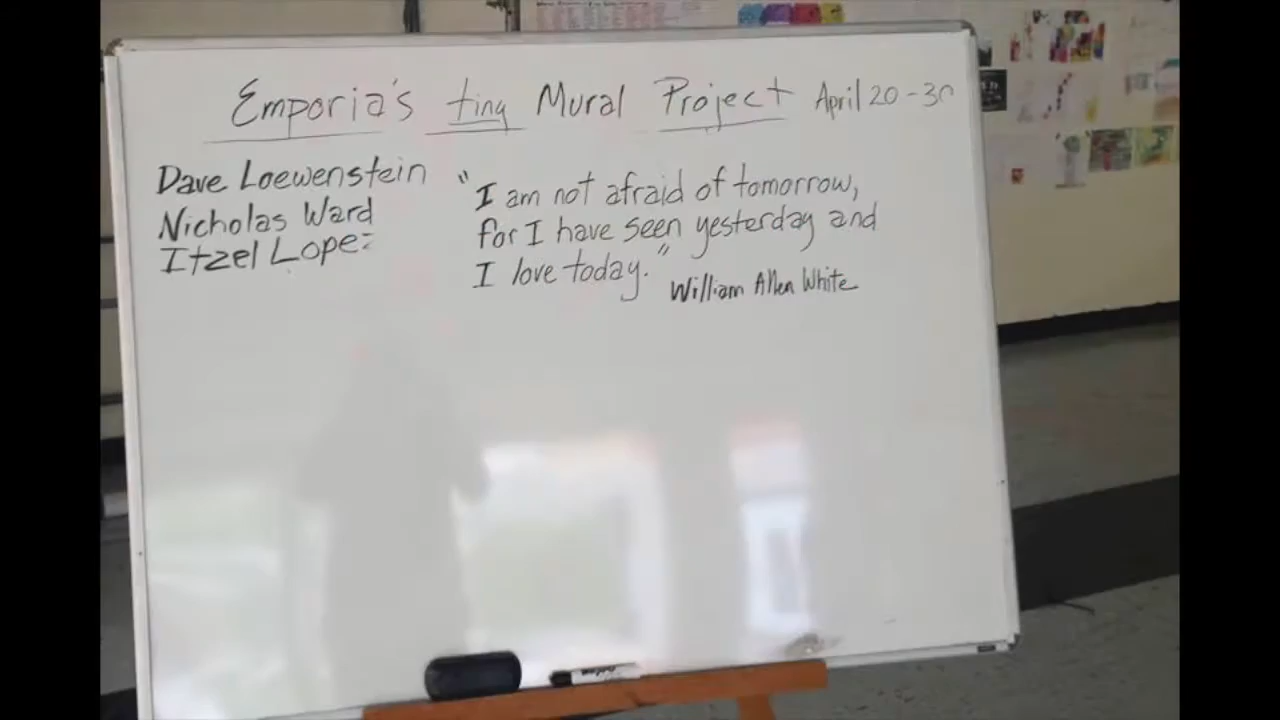 Emporia's tiny Mural Project April 20-30
Dave Loewenstein
Nicholas Ward
Itzel Lopez
"I am not afraid of tomorrow,
for I have seen yesterday and
I love today."
William Allen White